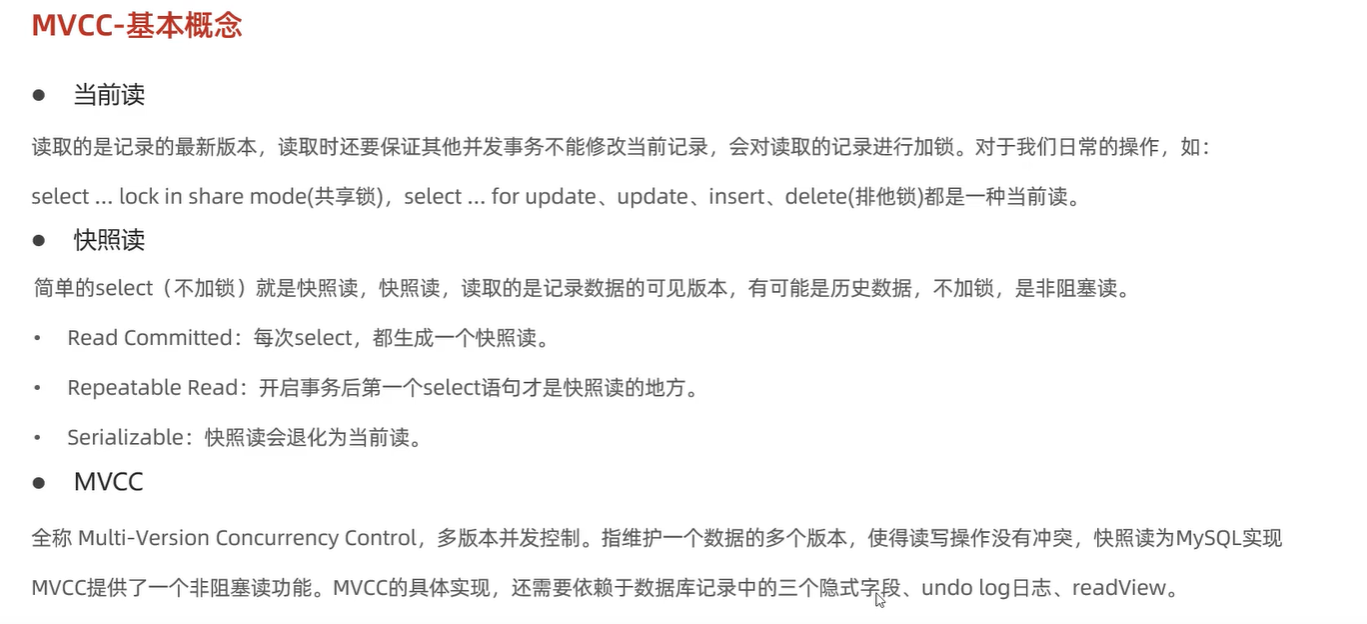 MVCC-基本概念
● 当前读
读取的是记录的最新版本，读取时还要保证其他并发事务不能修改当前记录，会对读取的记录进行加锁。对于我们日常的操作，如：
select ... lock in share mode(共享锁)，select ... for update、update、insert、delete(排他锁)都是一种当前读。
● 快照读
简单的select（不加锁）就是快照读，快照读，读取的是记录数据的可见版本，有可能是历史数据，不加锁，是非阻塞读。
• Read Committed：每次select，都生成一个快照读。
• Repeatable Read：开启事务后第一个select语句才是快照读的地方。
• Serializable：快照读会退化为当前读。
● MVCC
全称 Multi-Version Concurrency Control，多版本并发控制。指维护一个数据的多个版本，使得读写操作没有冲突，快照读为MySQL实现
MVCC提供了一个非阻塞读功能。MVCC的具体实现，还需要依赖于数据库记录中的三个隐式字段、undo log日志、readView。